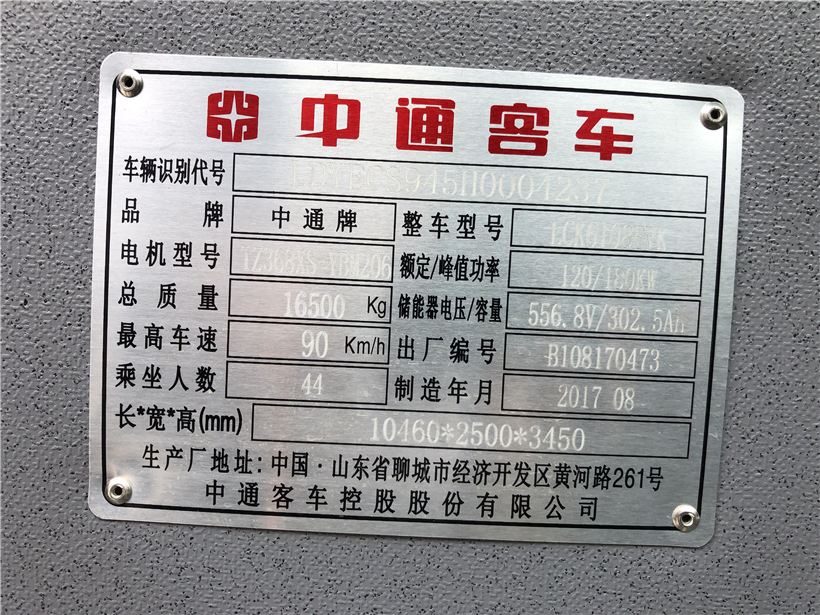 中通客车
车辆识别代号
品牌 中通牌 整车型号
电机型号 额定/峰值功率 120/180KW
总质量 16500 Kg 储能器电压/容量 556.8V/302.5Ah
最高车速 90 Km/h 出厂编号 B108170473
乘坐人数 44 制造年月 2017 08
长*宽*高(mm) 10460*2500*3450
生产厂地址: 中国·山东省聊城市经济开发区黄河路261号
中通客车控股股份有限公司